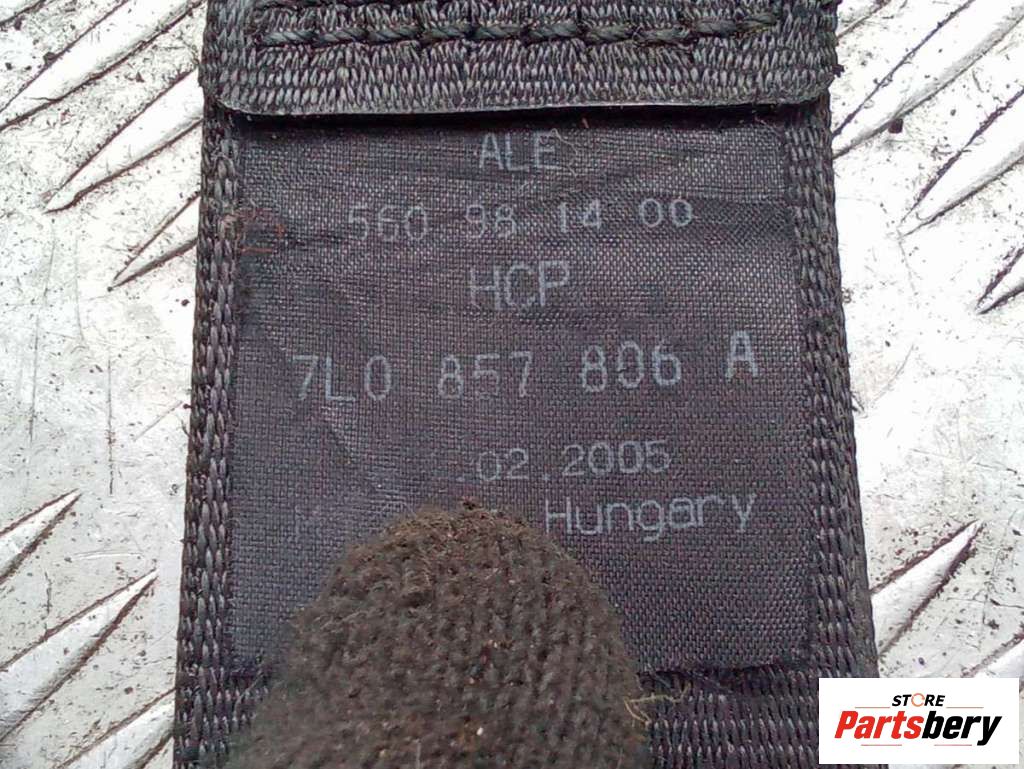 ALE
560 98 14 00
HCP
7L0 857 806 A
.02.2005
Hungary
STORE
Partsbery